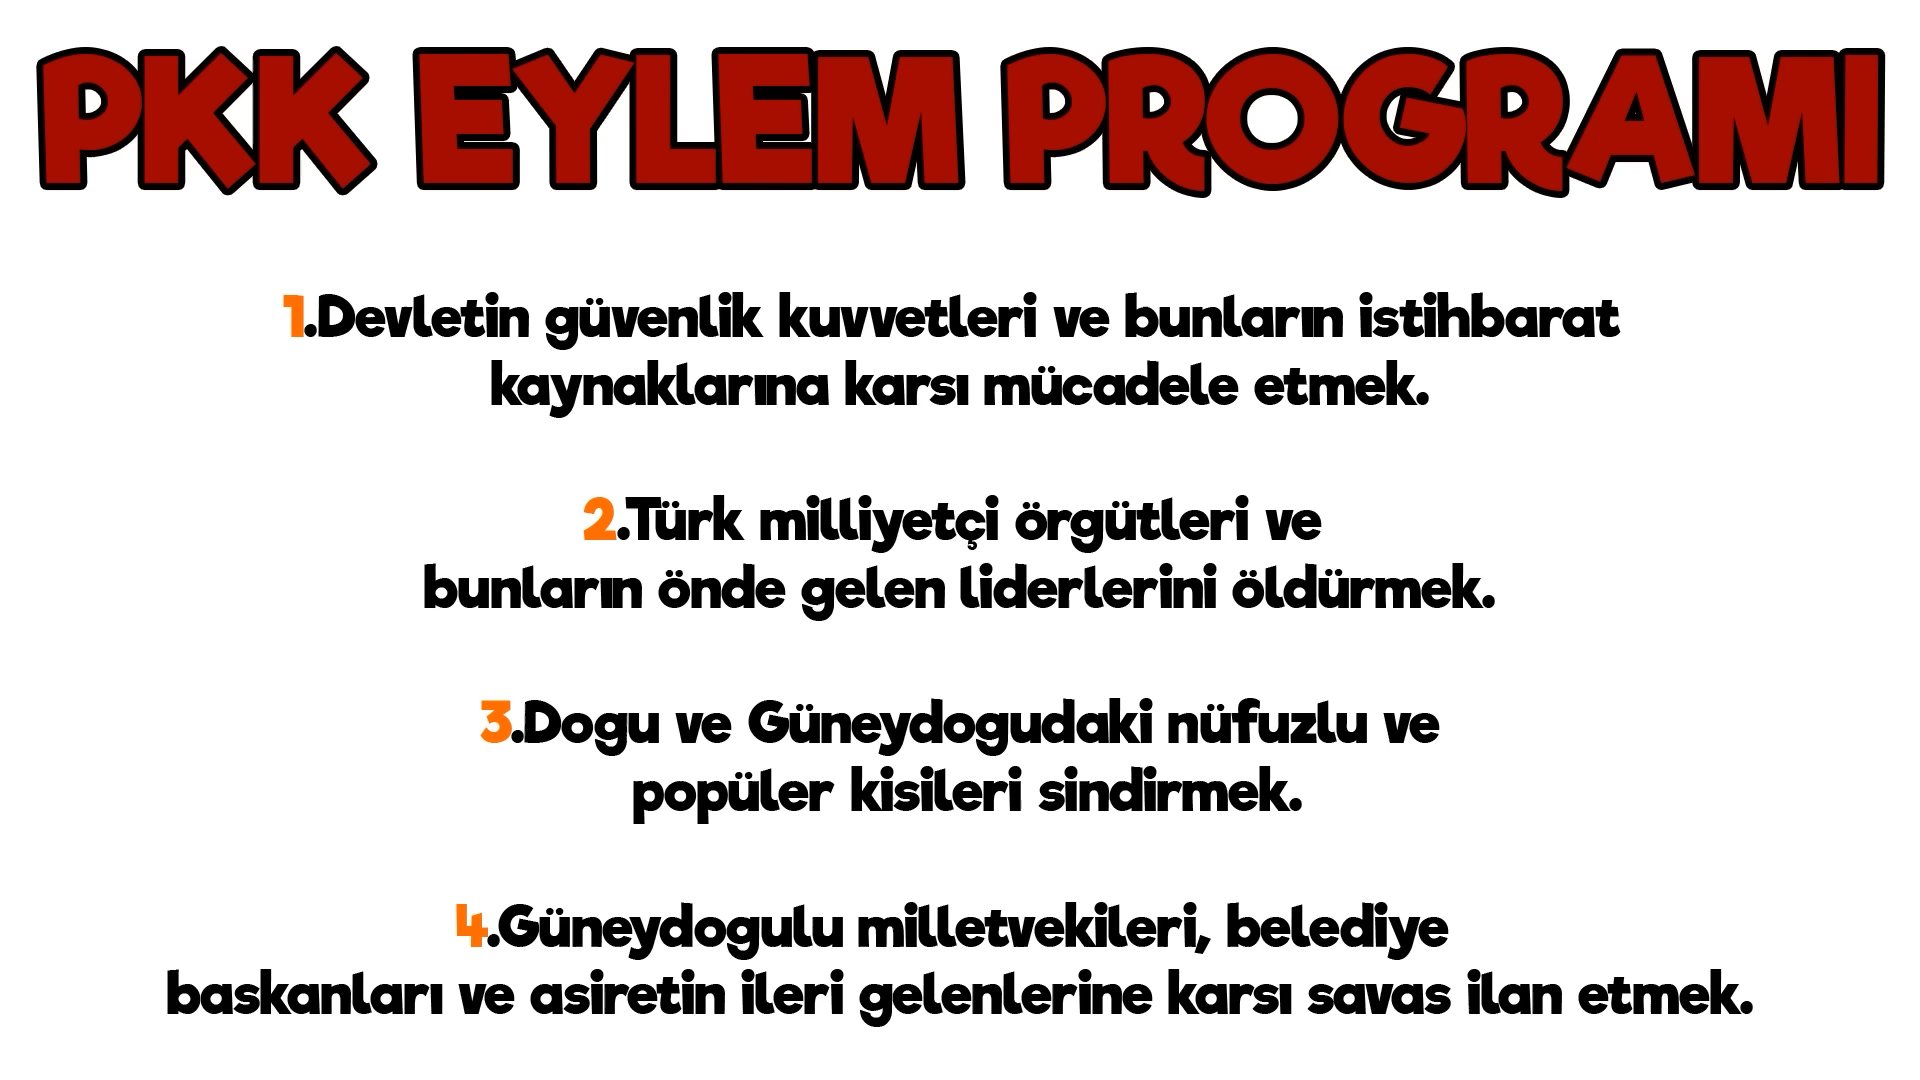 PKK EYLEM PROGRAMI
1.Devletin güvenlik kuvvetleri ve bunların istihbarat
kaynaklarına karsı mücadele etmek.
2.Türk milliyetçi örgütleri ve
bunların önde gelen liderlerini öldürmek.
3.Dogu ve Güneydogudaki nüfuzlu ve
popüler kisileri sindirmek.
4.Güneydogulu milletvekileri, belediye
baskanları ve asiretin ileri gelenlerine karsı savas ilan etmek.